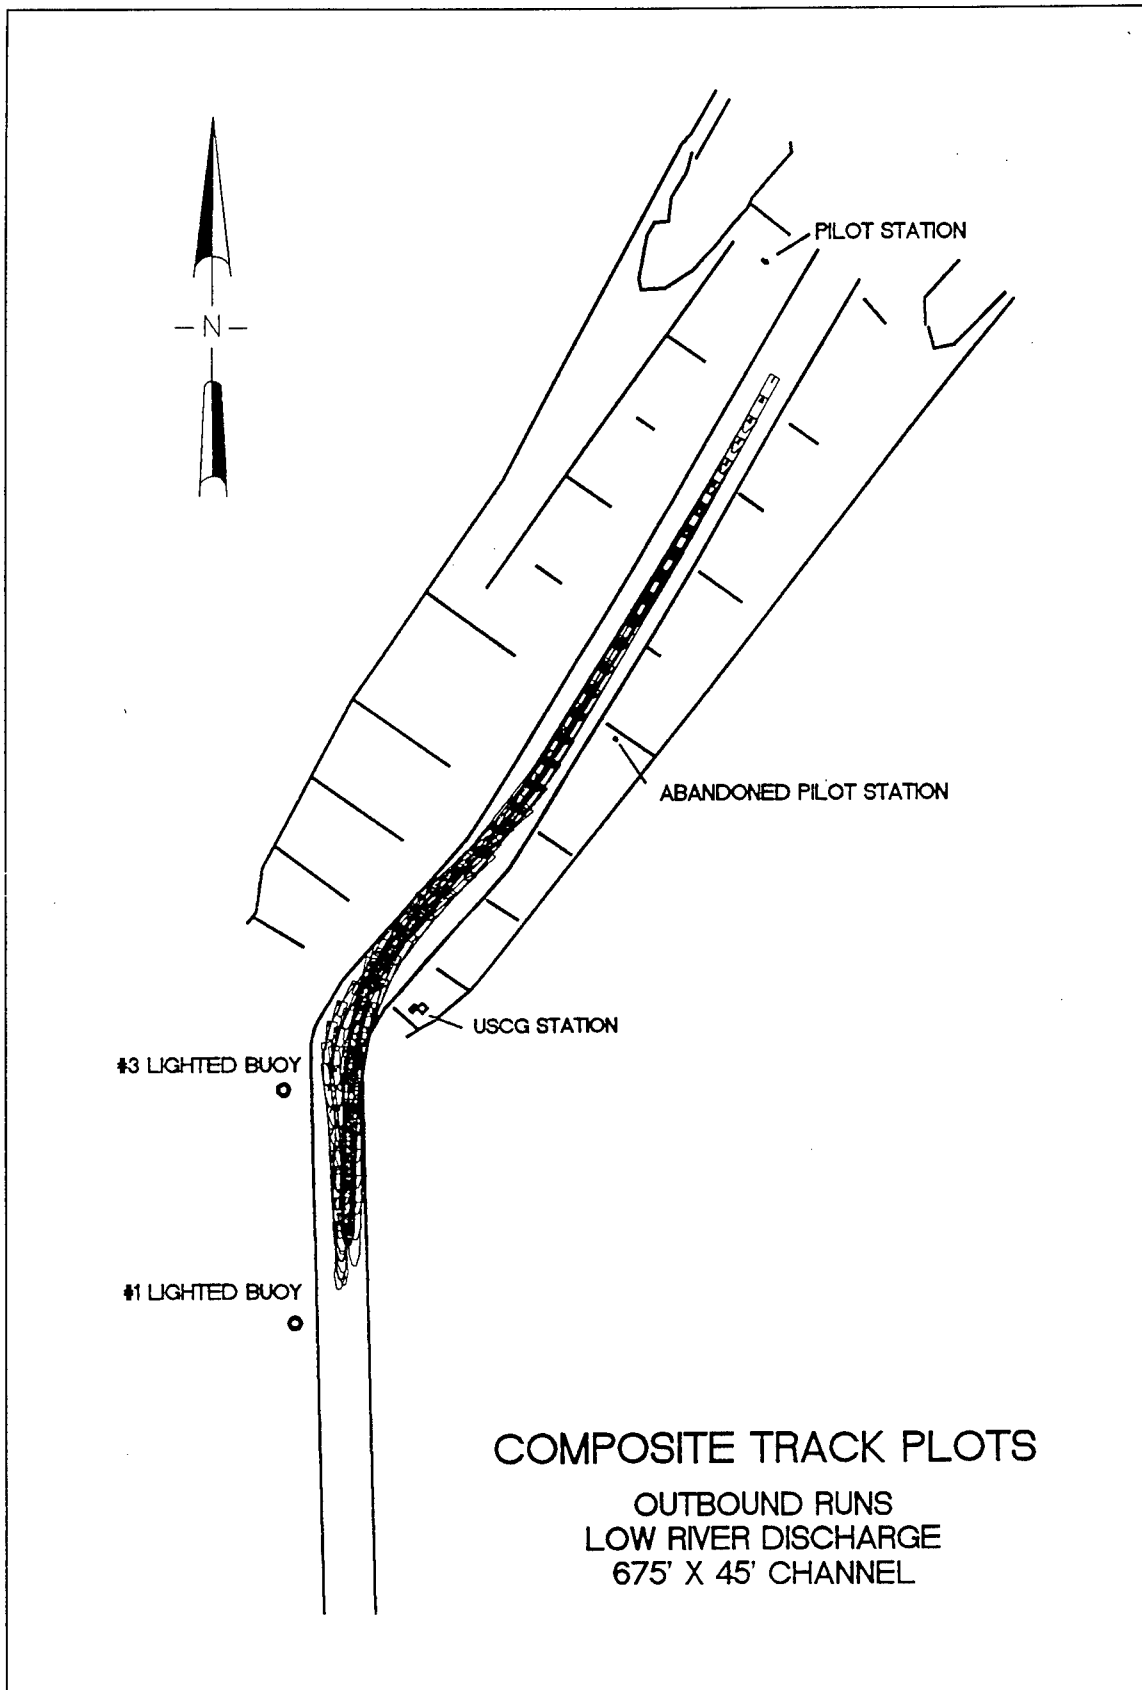 PILOT STATION
- N -
ABANDONED PILOT STATION
USCG STATION
#3 LIGHTED BUOY
#1 LIGHTED BUOY
COMPOSITE TRACK PLOTS
OUTBOUND RUNS
LOW RIVER DISCHARGE
675' X 45' CHANNEL